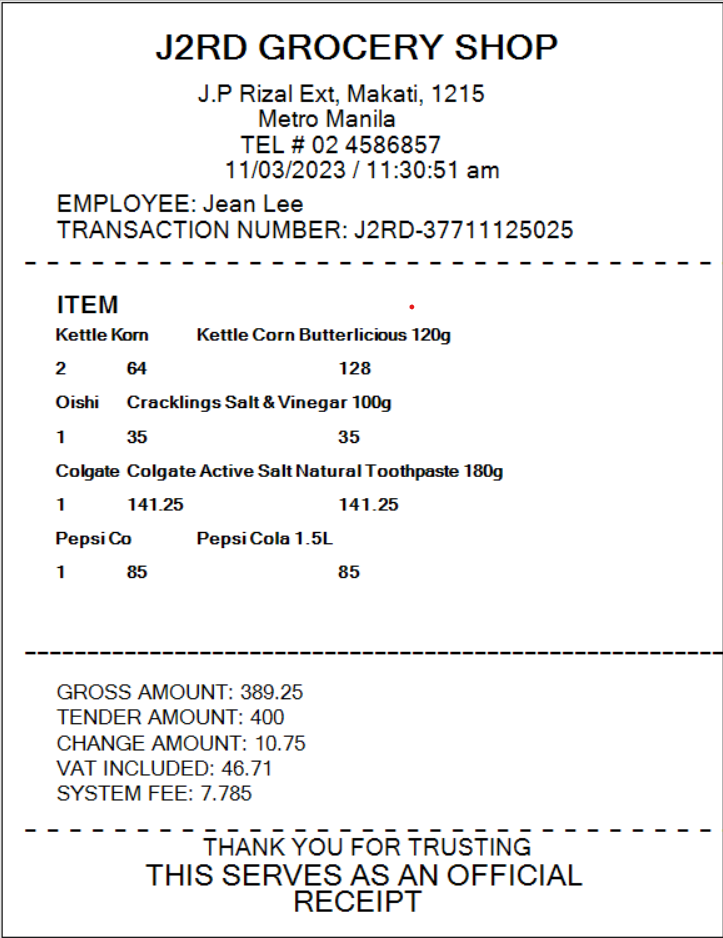 J2RD GROCERY SHOP
J.P Rizal Ext, Makati, 1215
Metro Manila
TEL # 02 4586857
11/03/2023 / 11:30:51 am
EMPLOYEE: Jean Lee
TRANSACTION NUMBER: J2RD-37711125025
ITEM
Kettle Korn Kettle Corn Butterlicious 120g
2 64 128
Oishi Cracklings Salt & Vinegar 100g
1 35 35
Colgate Colgate Active Salt Natural Toothpaste 180g
1 141.25 141.25
Pepsi Co Pepsi Cola 1.5L
1 85 85
GROSS AMOUNT: 389.25
TENDER AMOUNT: 400
CHANGE AMOUNT: 10.75
VAT INCLUDED: 46.71
SYSTEM FEE: 7.785
THANK YOU FOR TRUSTING
THIS SERVES AS AN OFFICIAL
RECEIPT